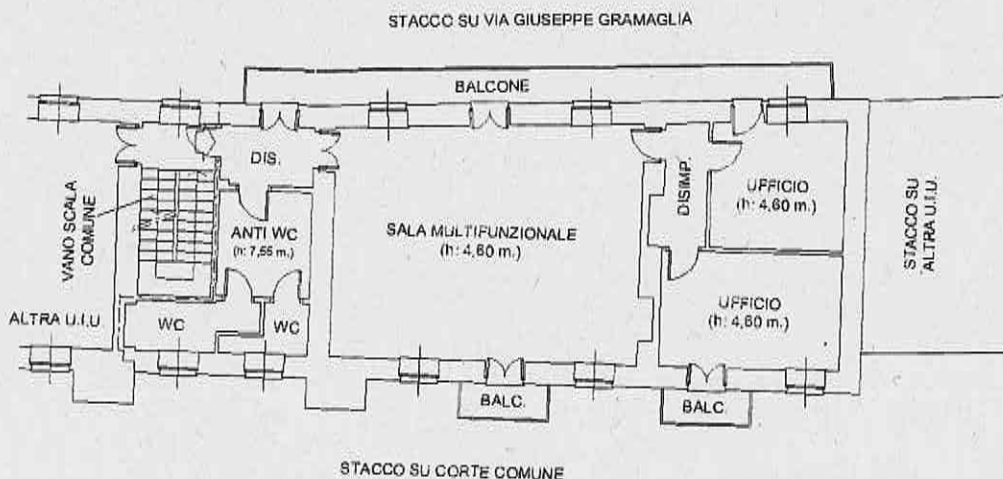 STACCO SU VIA GIUSEPPE GRAMAGLIA
BALCONE
DIS.
VANO SCALA
COMUNE
ANTI WC
(h: 7,55 m.)
SALA MULTIFUNZIONALE
(h: 4,60 m.)
DISIMP.
UFFICIO
(h: 4,60 m.)
STACCO SU
ALTRA U.I.U.
ALTRA U.I.U
WC
WC
UFFICIO
(h: 4,60 m.)
BALC.
BALC.
STACCO SU CORTE COMUNE